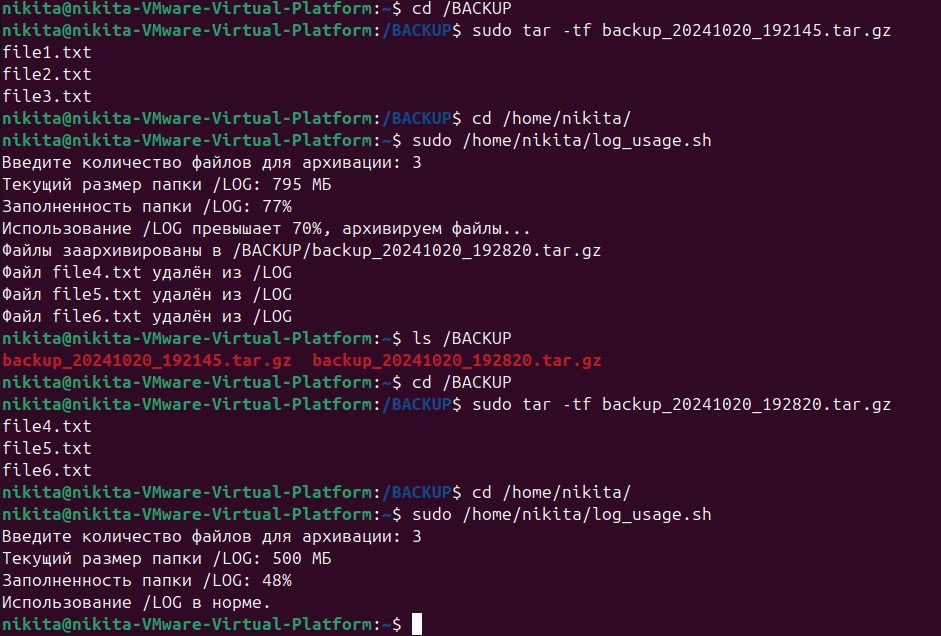 nikita@nikita-VMware-Virtual-Platform:~$ cd /BACKUP
nikita@nikita-VMware-Virtual-Platform:/BACKUP$ sudo tar -tf backup_20241020_192145.tar.gz
file1.txt
file2.txt
file3.txt
nikita@nikita-VMware-Virtual-Platform:/BACKUP$ cd /home/nikita/
nikita@nikita-VMware-Virtual-Platform:~$ sudo /home/nikita/log_usage.sh
Введите количество файлов для архивации: 3
Текущий размер папки /LOG: 795 МБ
Заполненность папки /LOG: 77%
Использование /LOG превышает 70%, архивируем файлы...
Файлы заархивированы в /BACKUP/backup_20241020_192820.tar.gz
Файл file4.txt удалён из /LOG
Файл file5.txt удалён из /LOG
Файл file6.txt удалён из /LOG
nikita@nikita-VMware-Virtual-Platform:~$ ls /BACKUP
backup_20241020_192145.tar.gz  backup_20241020_192820.tar.gz
nikita@nikita-VMware-Virtual-Platform:~$ cd /BACKUP
nikita@nikita-VMware-Virtual-Platform:/BACKUP$ sudo tar -tf backup_20241020_192820.tar.gz
file4.txt
file5.txt
file6.txt
nikita@nikita-VMware-Virtual-Platform:/BACKUP$ cd /home/nikita/
nikita@nikita-VMware-Virtual-Platform:~$ sudo /home/nikita/log_usage.sh
Введите количество файлов для архивации: 3
Текущий размер папки /LOG: 500 МБ
Заполненность папки /LOG: 48%
Использование /LOG в норме.
nikita@nikita-VMware-Virtual-Platform:~$